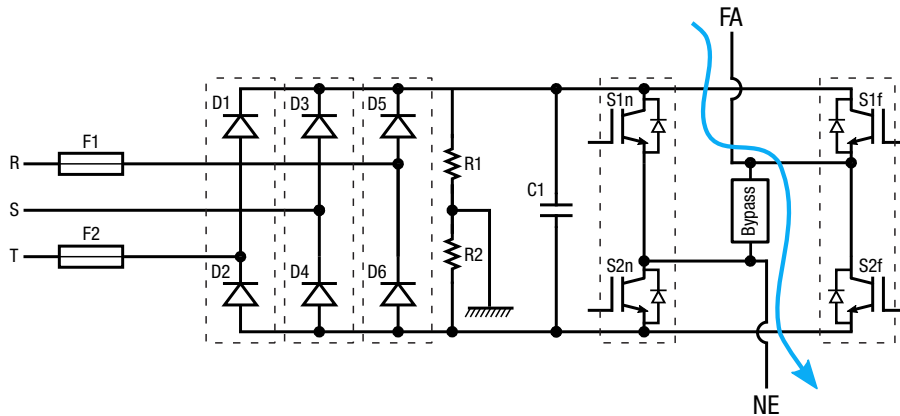 FA
D1
D3
D5
S1n
S1f
F1
R
R1
C1
S
Bypass
F2
T
R2
D2
D4
D6
S2n
S2f
NE